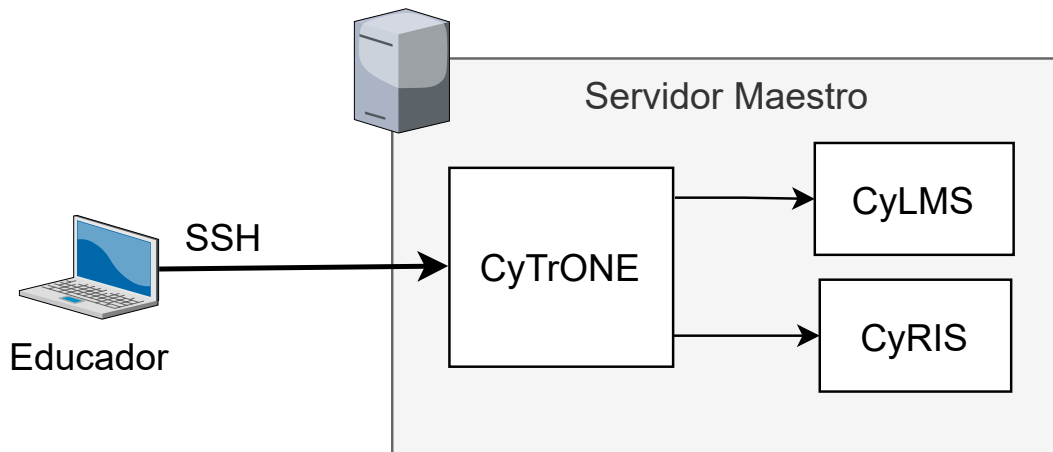 Servidor Maestro
CyLMS
SSH
CyTrONE
CyRIS
Educador